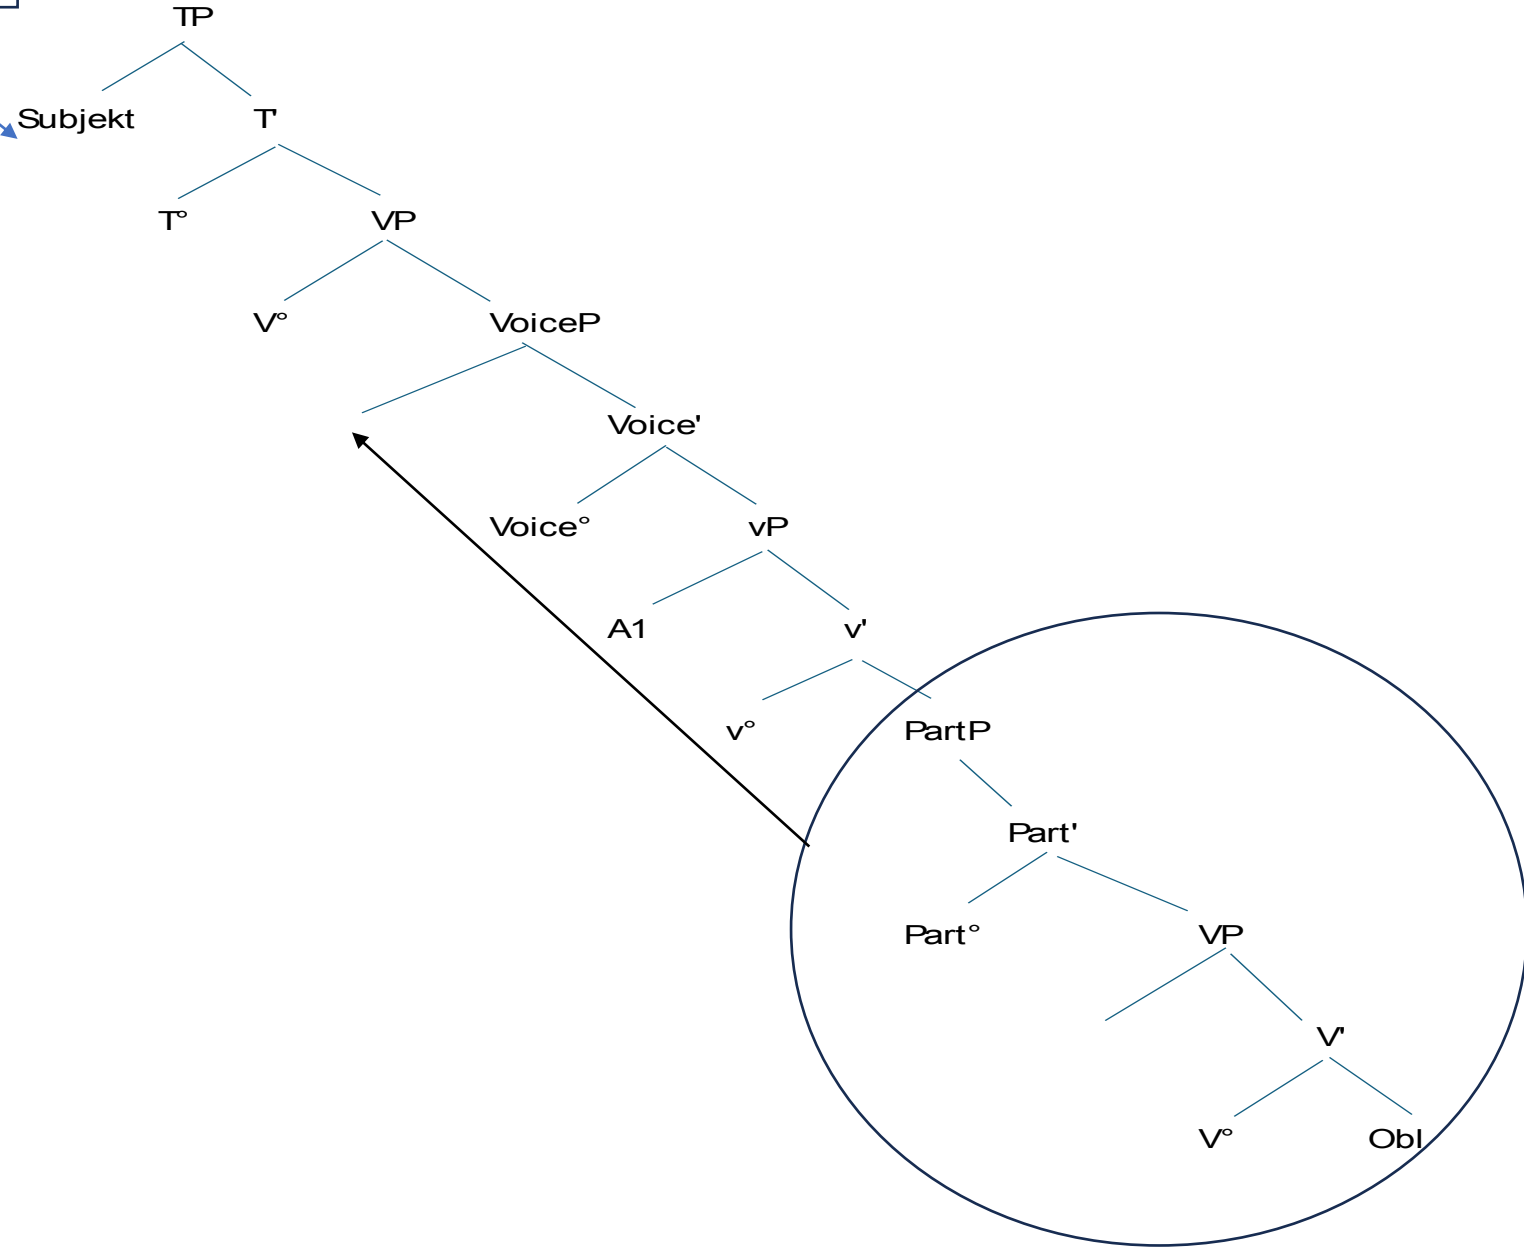 TP
Subjekt T'
T° VP
V° VoiceP
Voice'
Voice° vP
A1 v'
v° PartP
Part'
Part° VP
V'
V° Obl